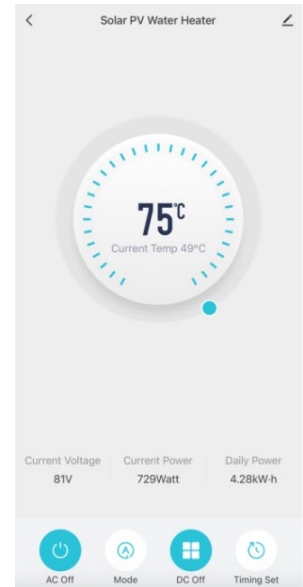 Solar PV Water Heater
75°C
Current Temp 49°C
Current Voltage Current Power Daily Power
81V 729Watt 4.28kW·h
A
AC Off Mode DC Off Timing Set